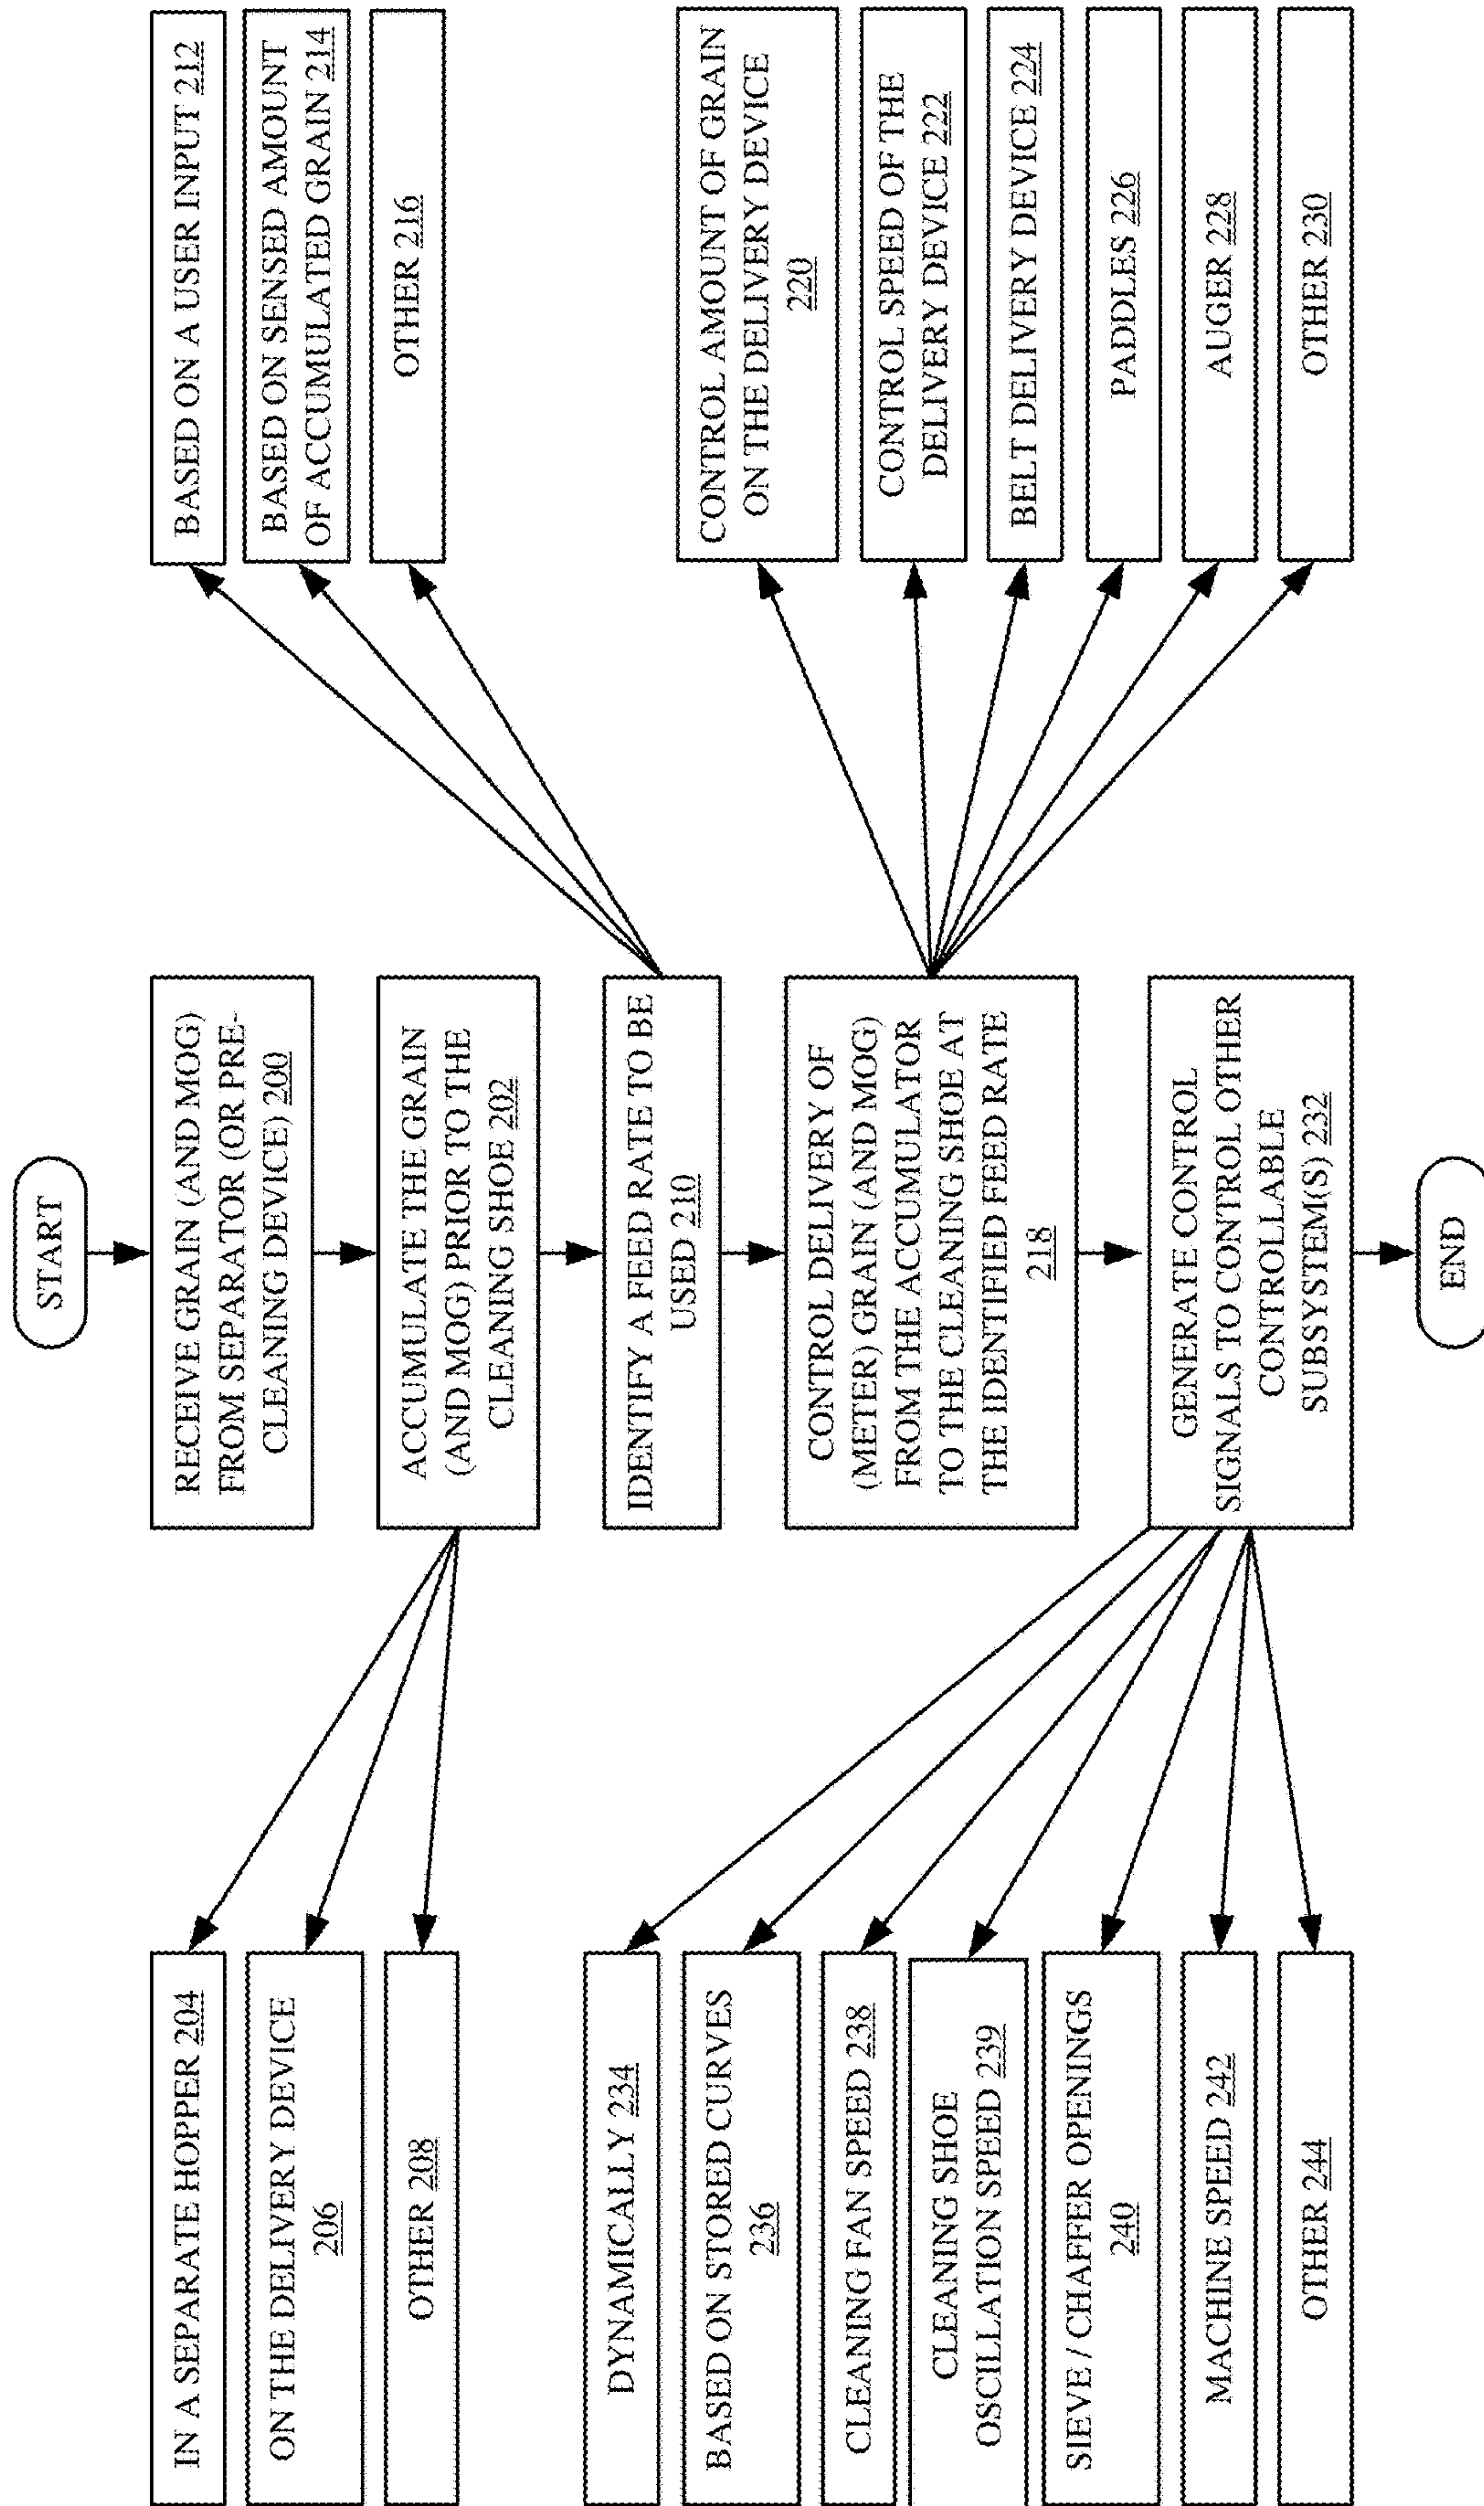 START
RECEIVE GRAIN (AND MOG)
FROM SEPARATOR (OR PRE-
CLEANING DEVICE) 200
ACCUMULATE THE GRAIN
(AND MOG) PRIOR TO THE
CLEANING SHOE 202
IN A SEPARATE HOPPER 204
ON THE DELIVERY DEVICE
206
OTHER 208
IDENTIFY A FEED RATE TO BE
USED 210
BASED ON A USER INPUT 212
BASED ON SENSED AMOUNT
OF ACCUMULATED GRAIN 214
OTHER 216
CONTROL DELIVERY OF
(METER) GRAIN (AND MOG)
FROM THE ACCUMULATOR
TO THE CLEANING SHOE AT
THE IDENTIFIED FEED RATE
218
CONTROL AMOUNT OF GRAIN
ON THE DELIVERY DEVICE
220
CONTROL SPEED OF THE
DELIVERY DEVICE 222
BELT DELIVERY DEVICE 224
PADDLES 226
AUGER 228
OTHER 230
GENERATE CONTROL
SIGNALS TO CONTROL OTHER
CONTROLLABLE
SUBSYSTEM(S) 232
DYNAMICALLY 234
BASED ON STORED CURVES
236
CLEANING FAN SPEED 238
CLEANING SHOE
OSCILLATION SPEED 239
SIEVE / CHAFFER OPENINGS
240
MACHINE SPEED 242
OTHER 244
END